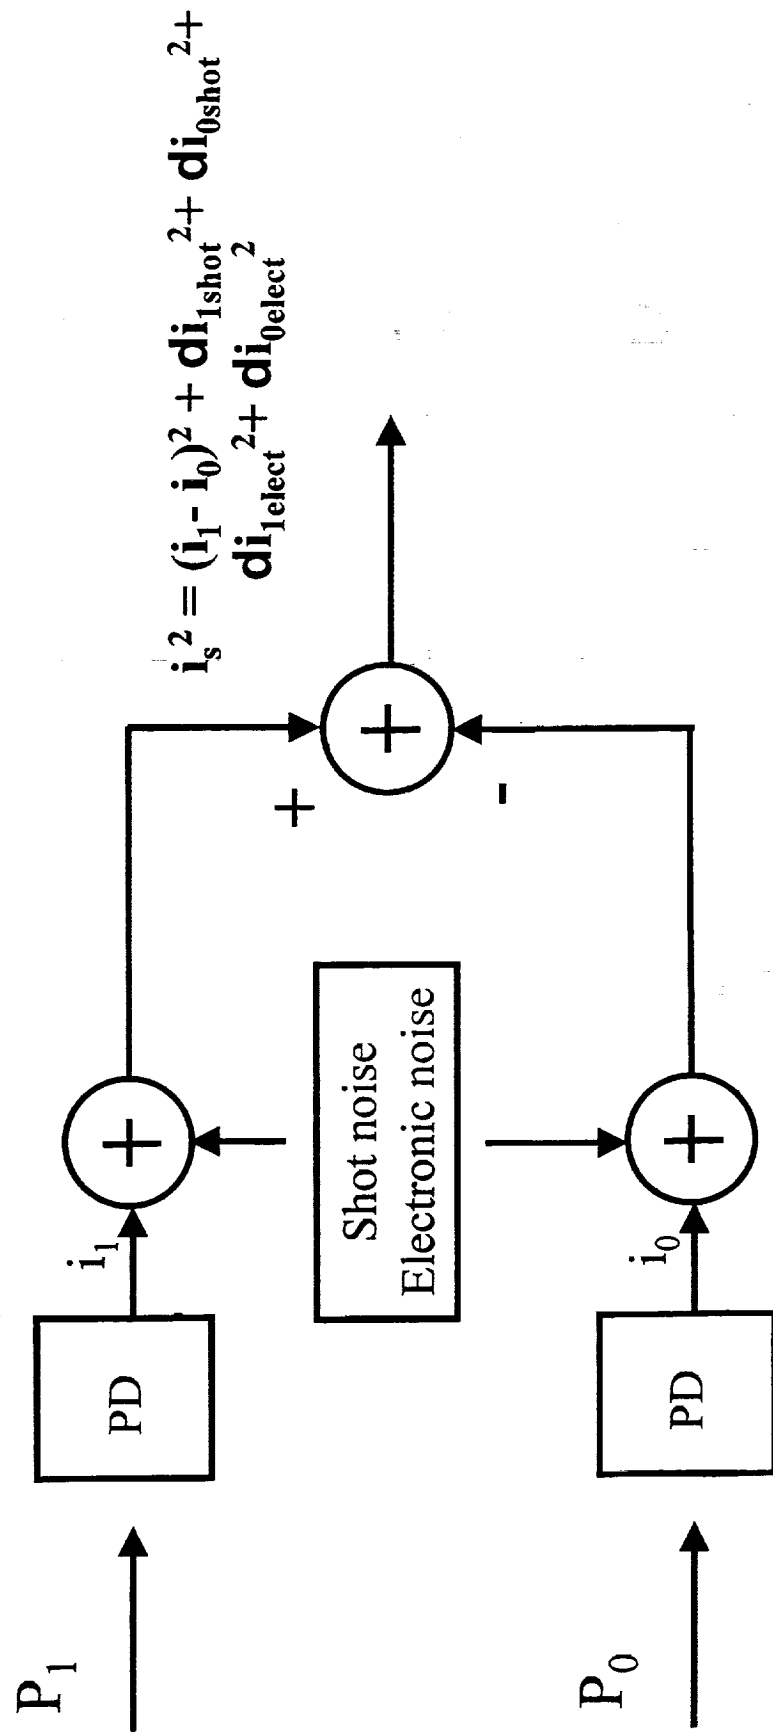 P₁
PD
i₁
Shot noise
Electronic noise
+
+
+
-
+
iₛ² = (i₁- i₀)² + di₁shot²+ di₀shot²+
di₁elect²+ di₀elect²
P₀
PD
i₀